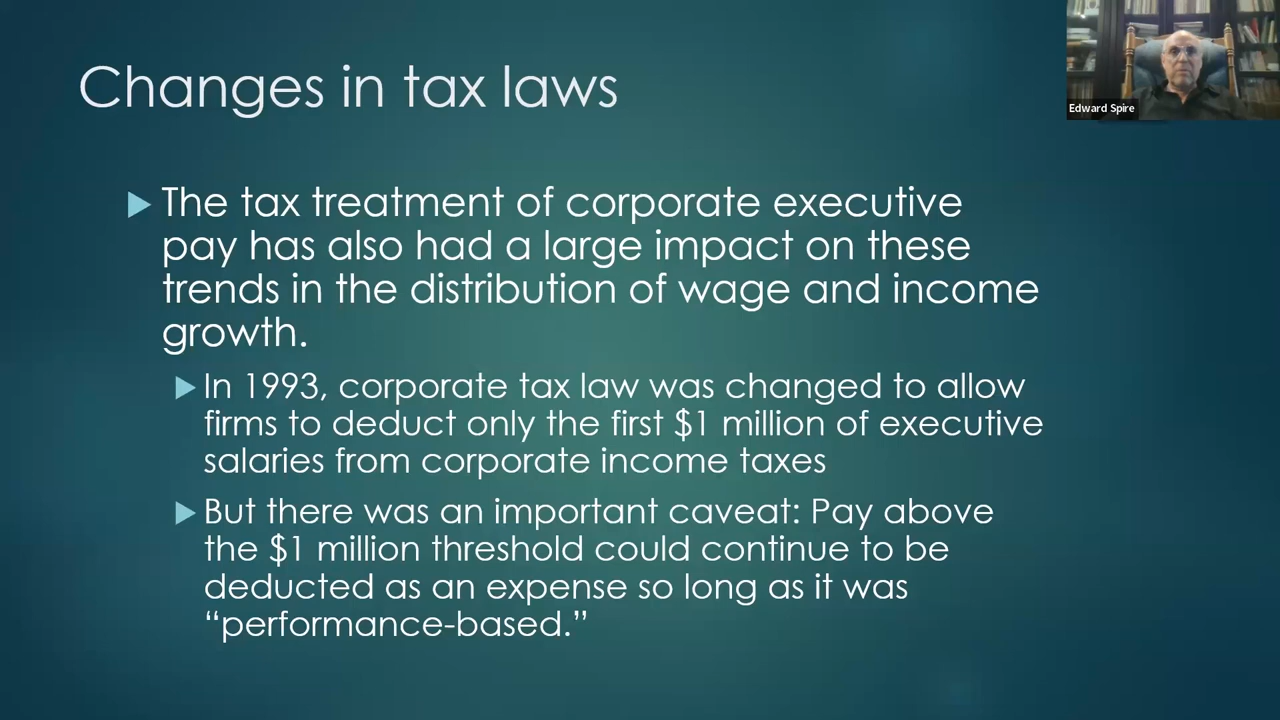 Changes in tax laws
Edward Spire
The tax treatment of corporate executive
pay has also had a large impact on these
trends in the distribution of wage and income
growth.
In 1993, corporate tax law was changed to allow
firms to deduct only the first $1 million of executive
salaries from corporate income taxes
But there was an important caveat: Pay above
the $1 million threshold could continue to be
deducted as an expense so long as it was
“performance-based.”